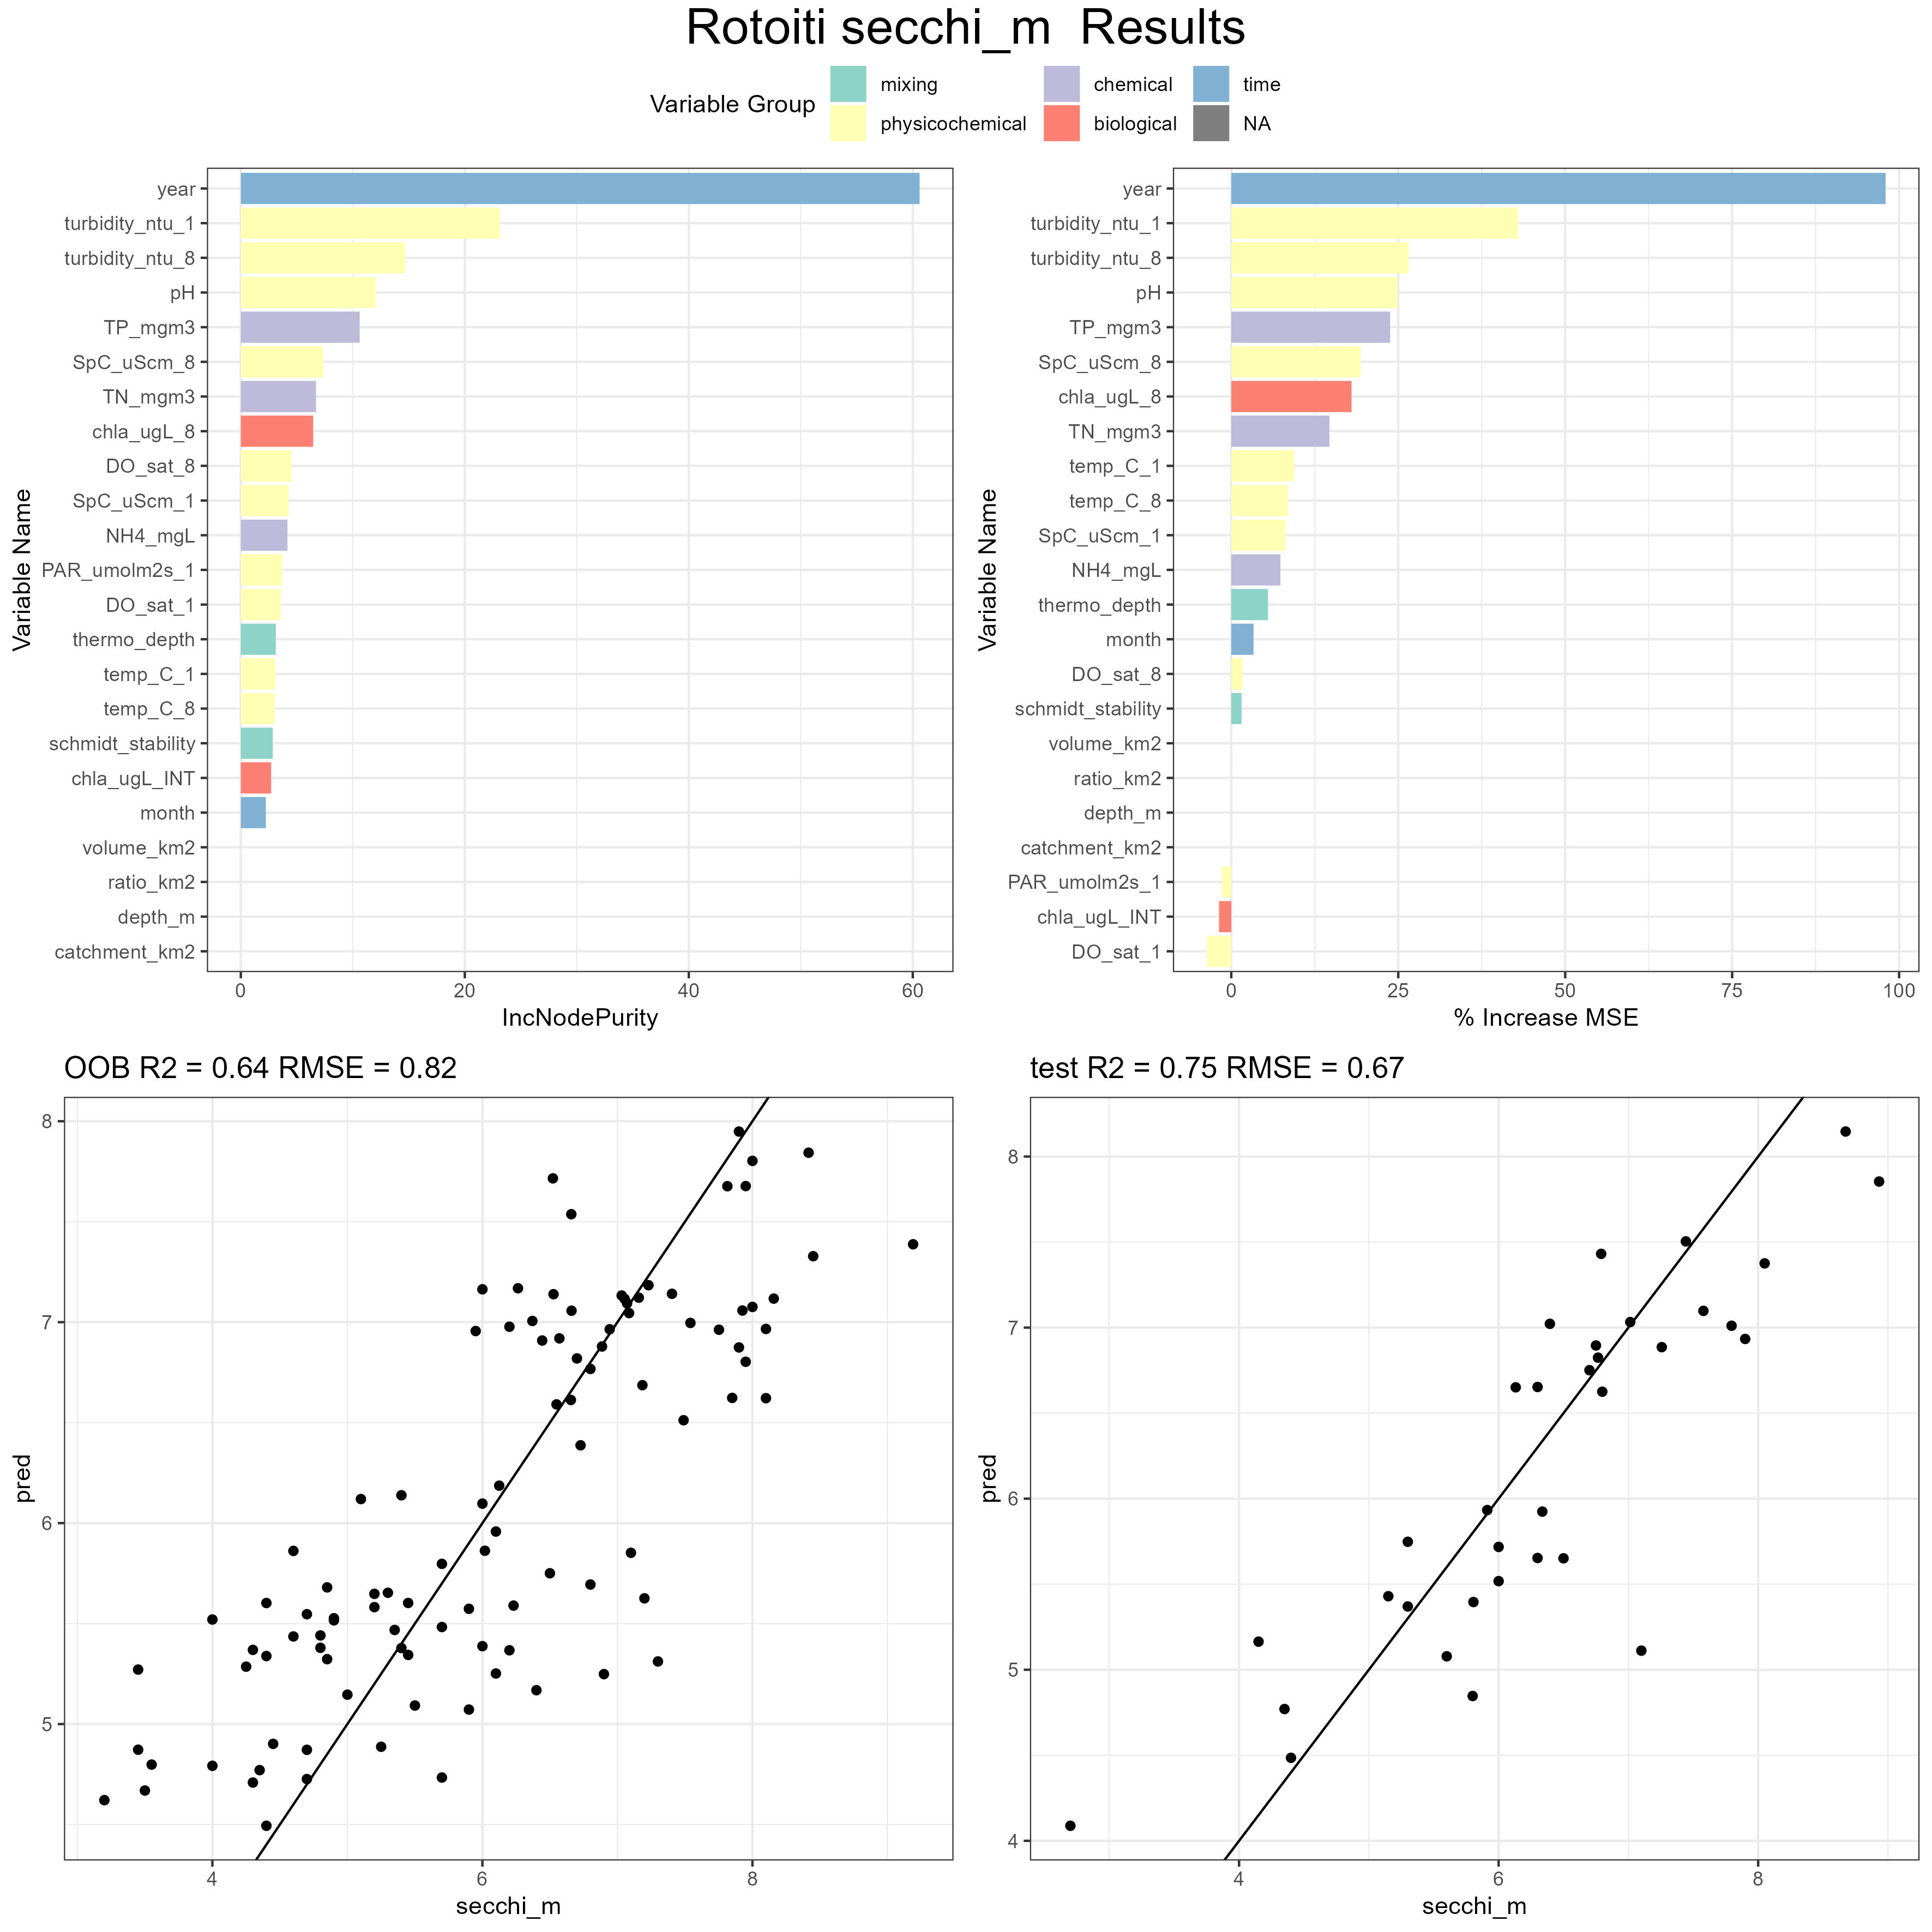 Rotoiti secchi_m  Results
Variable Group
mixing
chemical
time
physicochemical
biological
NA
Variable Name
year
turbidity_ntu_1
turbidity_ntu_8
pH
TP_mgm3
SpC_uScm_8
TN_mgm3
chla_ugL_8
DO_sat_8
SpC_uScm_1
NH4_mgL
PAR_umolm2s_1
DO_sat_1
thermo_depth
temp_C_1
temp_C_8
schmidt_stability
chla_ugL_INT
month
volume_km2
ratio_km2
depth_m
catchment_km2
0 20 40 60
IncNodePurity
Variable Name
year
turbidity_ntu_1
turbidity_ntu_8
pH
TP_mgm3
SpC_uScm_8
chla_ugL_8
TN_mgm3
temp_C_1
temp_C_8
SpC_uScm_1
NH4_mgL
thermo_depth
month
DO_sat_8
schmidt_stability
volume_km2
ratio_km2
depth_m
catchment_km2
PAR_umolm2s_1
chla_ugL_INT
DO_sat_1
0 25 50 75 100
% Increase MSE
OOB R2 = 0.64 RMSE = 0.82
pred
8
7
6
5
4 6 8
secchi_m
test R2 = 0.75 RMSE = 0.67
pred
8
7
6
5
4
4 6 8
secchi_m